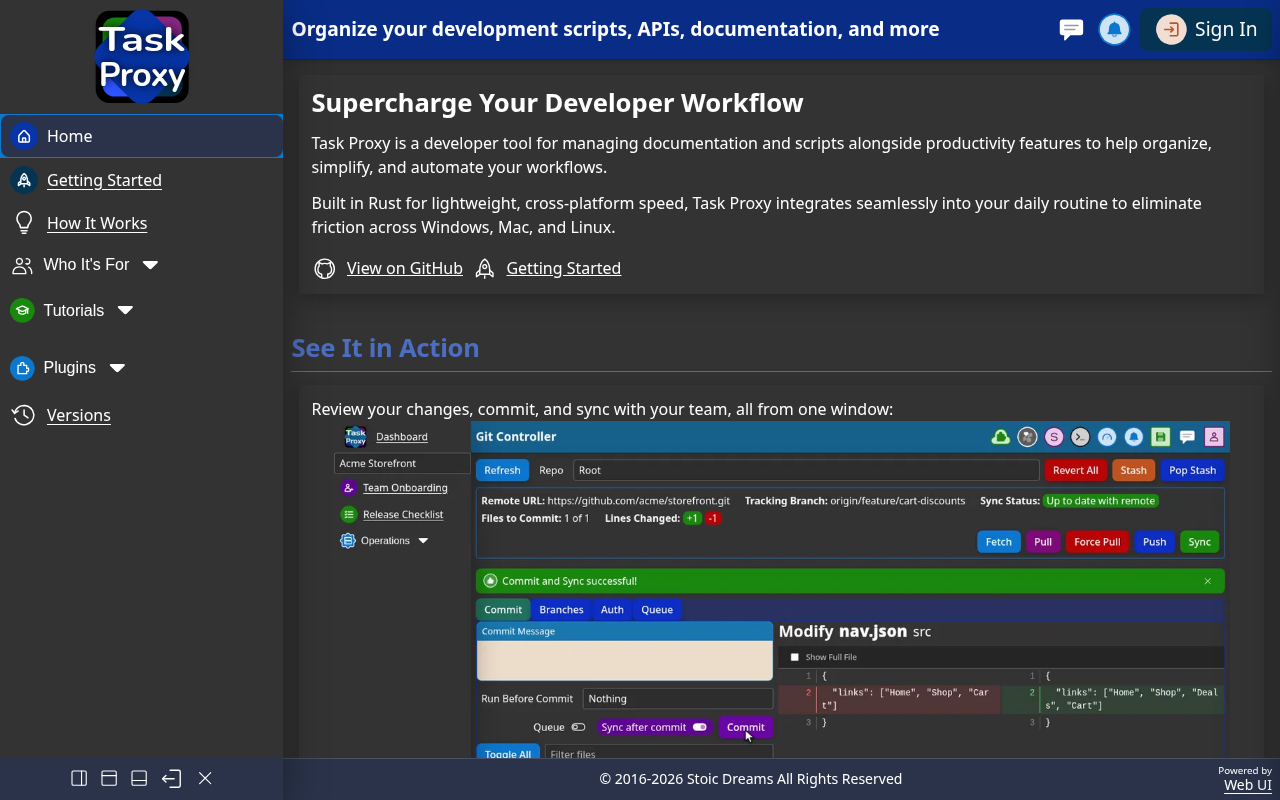 Task
Proxy
Organize your development scripts, APIs, documentation, and more
Sign In
Home
Getting Started
How It Works
Who It's For
Tutorials
Plugins
Versions
Supercharge Your Developer Workflow
Task Proxy is a developer tool for managing documentation and scripts alongside productivity features to help organize,
simplify, and automate your workflows.
Built in Rust for lightweight, cross-platform speed, Task Proxy integrates seamlessly into your daily routine to eliminate
friction across Windows, Mac, and Linux.
View on GitHub Getting Started
See It in Action
Review your changes, commit, and sync with your team, all from one window:
Task
Proxy
Dashboard
Acme Storefront
Team Onboarding
Release Checklist
Operations
Git Controller
S
Refresh Repo Root Revert All Stash Pop Stash
Remote URL: https://github.com/acme/storefront.git Tracking Branch: origin/feature/cart-discounts Sync Status: Up to date with remote
Files to Commit: 1 of 1 Lines Changed: +1 -1
Fetch Pull Force Pull Push Sync
Commit and Sync successful!
Commit Branches Auth Queue
Commit Message
Run Before Commit Nothing
Queue Sync after commit Commit
Toggle All Filter files
Modify nav.json src
Show Full File
1 { 1 {
2 "links": ["Home", "Shop", "Car 2 "links": ["Home", "Shop", "Deal
t"] s", "Cart"]
3 } 3 }
© 2016-2026 Stoic Dreams All Rights Reserved
Powered by
Web UI